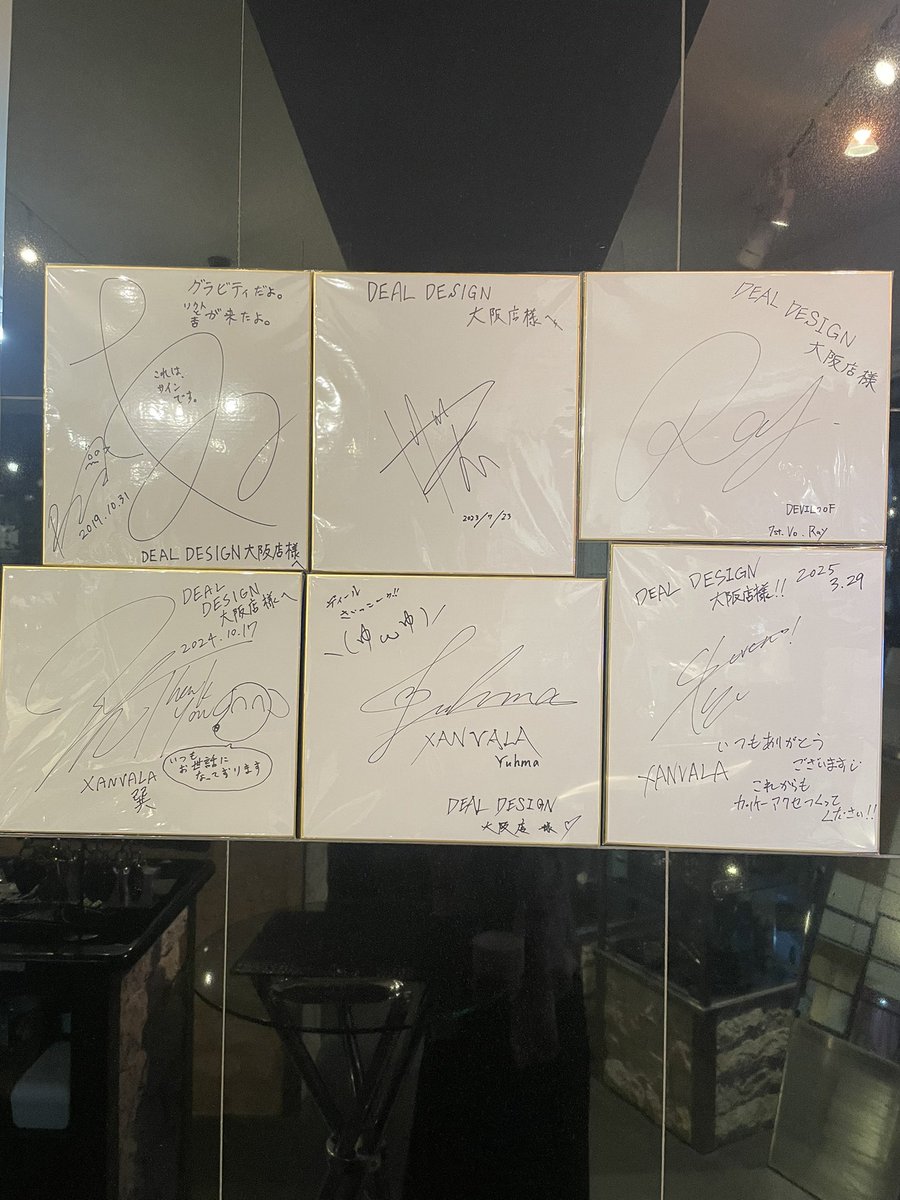 グラビティだよ。
リクト
吉が来たよ。
これは、
サイン
です。
2019.10.31
DEAL DESIGN大阪店様へ
DEAL DESIGN
大阪店様へ
2023/7/23
DEAL DESIGN
大阪店様
Ray
DEVILOOF
7st. Vo. Ray
DEAL
DESIGN
大阪店様へ
2024.10.17
Thank
You
いつも
お世話に
なっております
XANVALA
巽
ディール
さいっこーう!!
\(ゆωゆ)/
Yuhma
XANVALA
Yuhma
DEAL DESIGN
大阪店様♡
DEAL DESIGN
大阪店様!!
2025
3.29
いつもありがとう
ございます
XANVALA
これからも
カッケーアクセつくって
ください!!